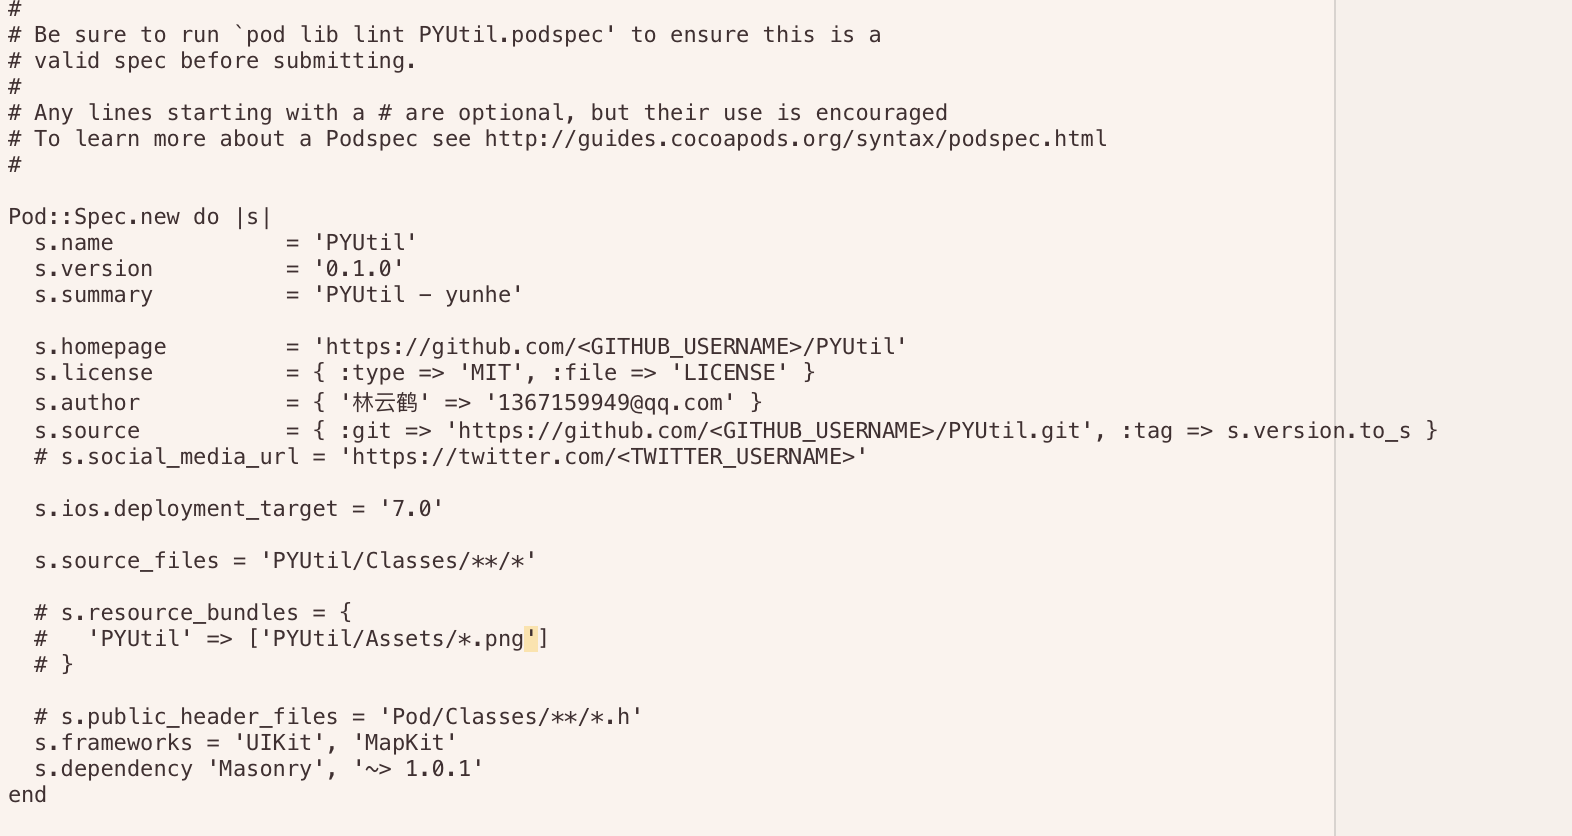 #
# Be sure to run `pod lib lint PYUtil.podspec' to ensure this is a
# valid spec before submitting.
#
# Any lines starting with a # are optional, but their use is encouraged
# To learn more about a Podspec see http://guides.cocoapods.org/syntax/podspec.html
#

Pod::Spec.new do |s|
  s.name             = 'PYUtil'
  s.version          = '0.1.0'
  s.summary          = 'PYUtil – yunhe'

  s.homepage         = 'https://github.com/<GITHUB_USERNAME>/PYUtil'
  s.license          = { :type => 'MIT', :file => 'LICENSE' }
  s.author           = { '林云鹤' => '1367159949@qq.com' }
  s.source           = { :git => 'https://github.com/<GITHUB_USERNAME>/PYUtil.git', :tag => s.version.to_s }
  # s.social_media_url = 'https://twitter.com/<TWITTER_USERNAME>'

  s.ios.deployment_target = '7.0'

  s.source_files = 'PYUtil/Classes/**/*'

  # s.resource_bundles = {
  #   'PYUtil' => ['PYUtil/Assets/*.png']
  # }

  # s.public_header_files = 'Pod/Classes/**/*.h'
  s.frameworks = 'UIKit', 'MapKit'
  s.dependency 'Masonry', '~> 1.0.1'
end